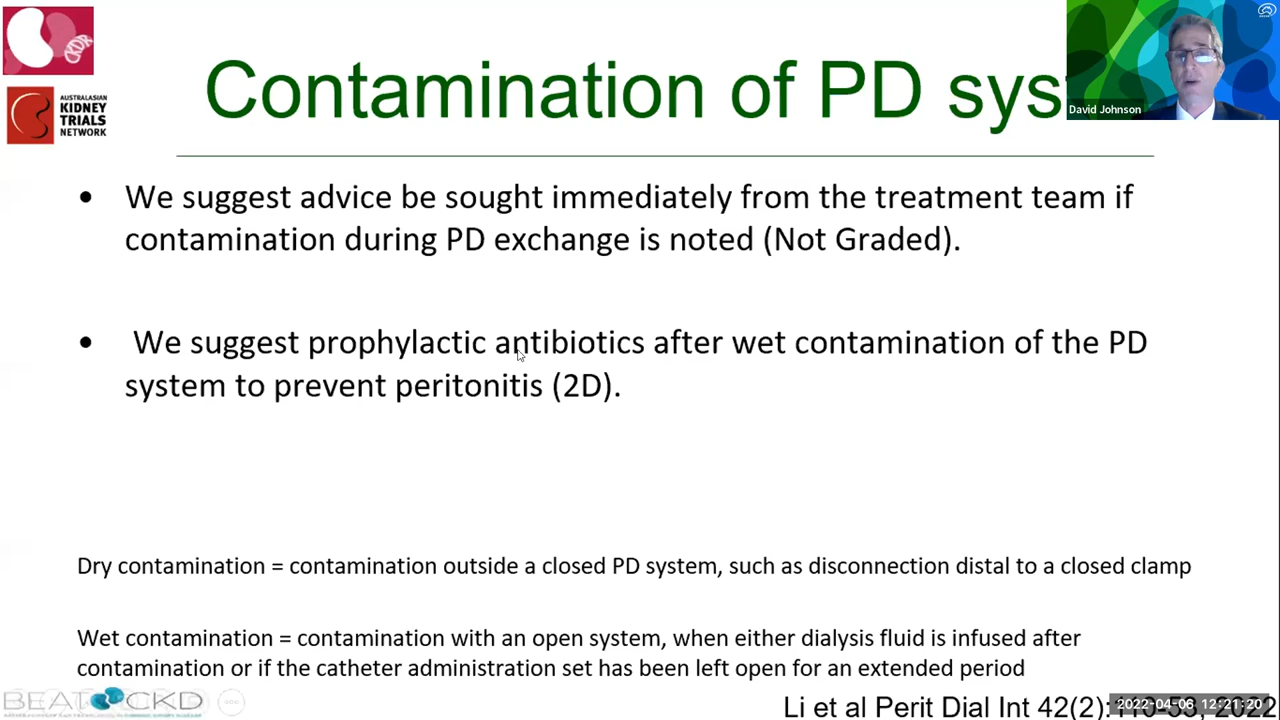 Contamination of PD sys
David Johnson
AUSTRALASIAN
KIDNEY
TRIALS
NETWORK
• We suggest advice be sought immediately from the treatment team if
contamination during PD exchange is noted (Not Graded).
• We suggest prophylactic antibiotics after wet contamination of the PD
system to prevent peritonitis (2D).
Dry contamination = contamination outside a closed PD system, such as disconnection distal to a closed clamp
Wet contamination = contamination with an open system, when either dialysis fluid is infused after
contamination or if the catheter administration set has been left open for an extended period
BEAT CKD
Li et al Perit Dial Int 42(2):
2022-04-06 12:21:20